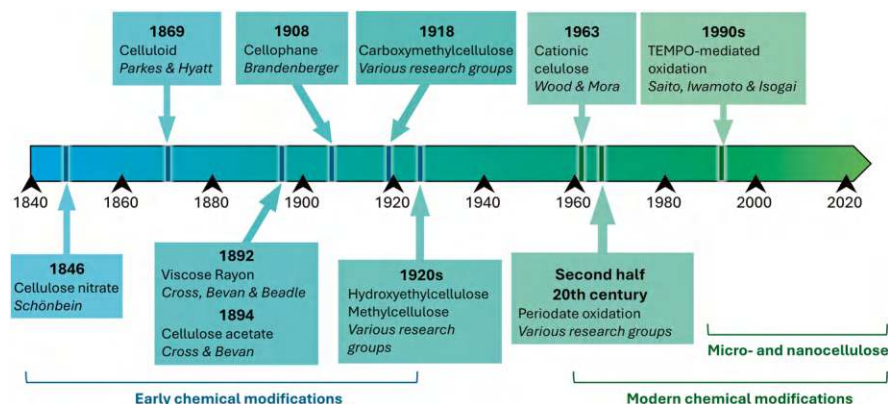 1869
Celluloid
Parkes & Hyatt
1908
Cellophane
Brandenberger
1918
Carboxymethylcellulose
Various research groups
1963
Cationic
celulose
Wood & Mora
1990s
TEMPO-mediated
oxidation
Saito, Iwamoto & Isogai
1840
1860
1880
1900
1920
1940
1960
1980
2000
2020
1846
Cellulose nitrate
Schönbein
1892
Viscose Rayon
Cross, Bevan & Beadle
1894
Cellulose acetate
Cross & Bevan
1920s
Hydroxyethylcellulose
Methylcellulose
Various research
groups
Second half
20th century
Periodate oxidation
Various research groups
Micro- and nanocellulose
Early chemical modifications
Modern chemical modifications